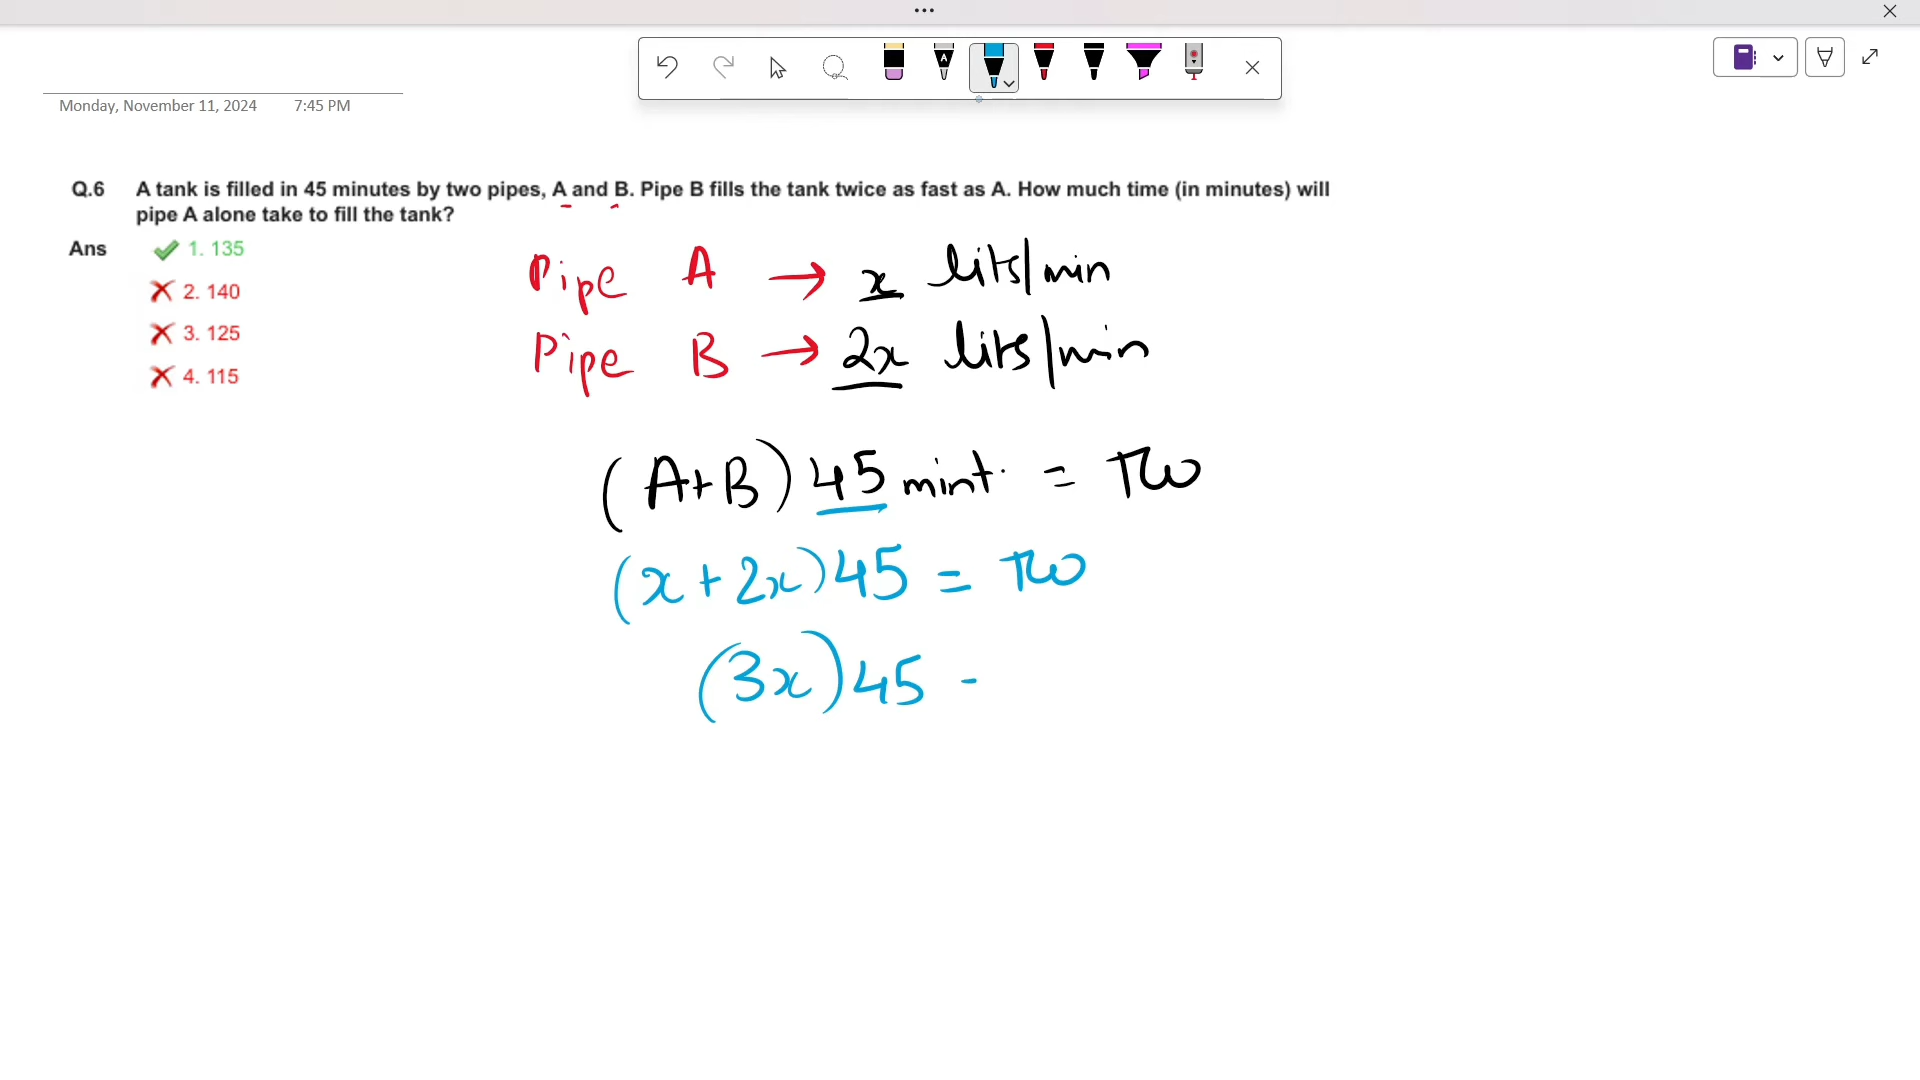 Monday, November 11, 2024 7:45 PM
Q.6 A tank is filled in 45 minutes by two pipes, A and B. Pipe B fills the tank twice as fast as A. How much time (in minutes) will
pipe A alone take to fill the tank?
Ans 1. 135
2. 140
3. 125
4. 115
Pipe A → x lits/min
Pipe B → 2x lits/min
(A+B) 45 mint. = TW
(x+2x)45 = TW
(3x)45 -